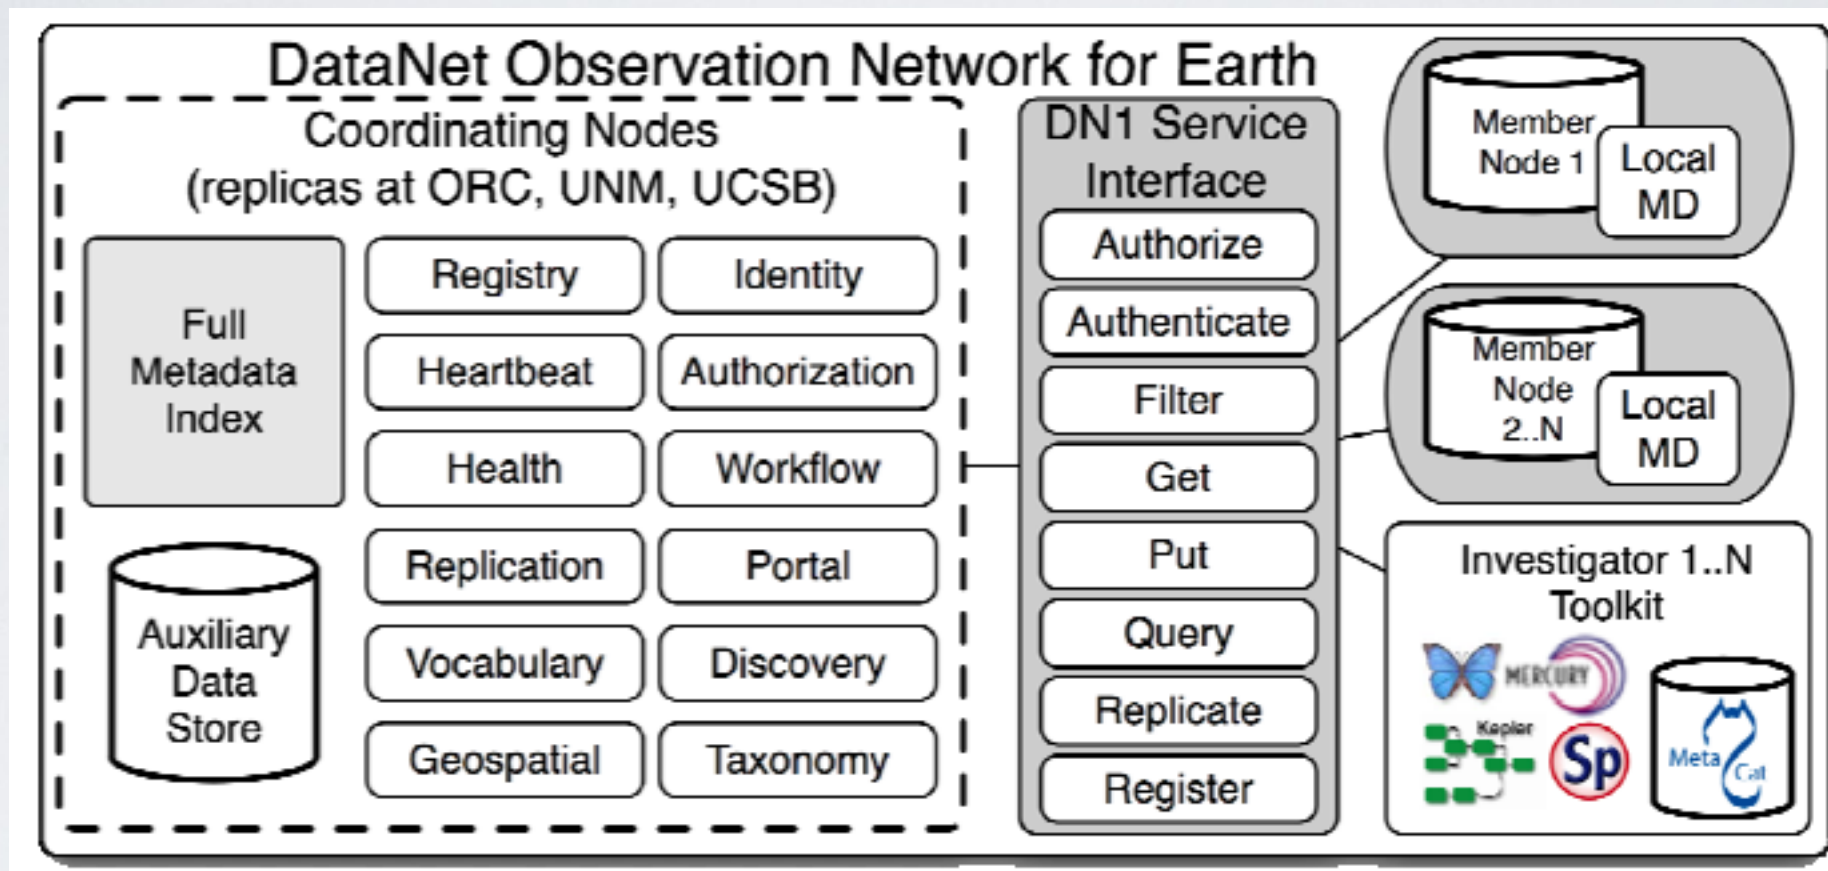 DataNet Observation Network for Earth
Coordinating Nodes
(replicas at ORC, UNM, UCSB)
Full
Metadata
Index
Auxiliary
Data
Store
Registry
Identity
Heartbeat
Authorization
Health
Workflow
Replication
Portal
Vocabulary
Discovery
Geospatial
Taxonomy
DN1 Service
Interface
Authorize
Authenticate
Filter
Get
Put
Query
Replicate
Register
Member
Node 1
Local
MD
Member
Node
2..N
Local
MD
Investigator 1..N
Toolkit
MERCURY
Kepler
Sp
Meta
Cat